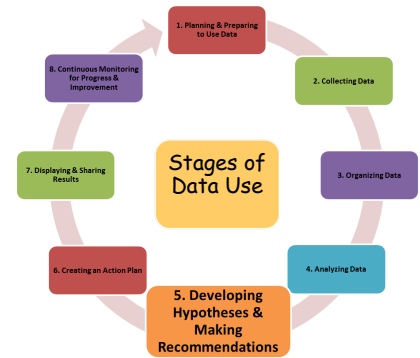 1. Planning & Preparing
to Use Data
2. Collecting Data
3. Organizing Data
4. Analyzing Data
5. Developing
Hypotheses &
Making
Recommendations
6. Creating an Action Plan
7. Displaying & Sharing
Results
8. Continuous Monitoring
for Progress &
Improvement
Stages of
Data Use